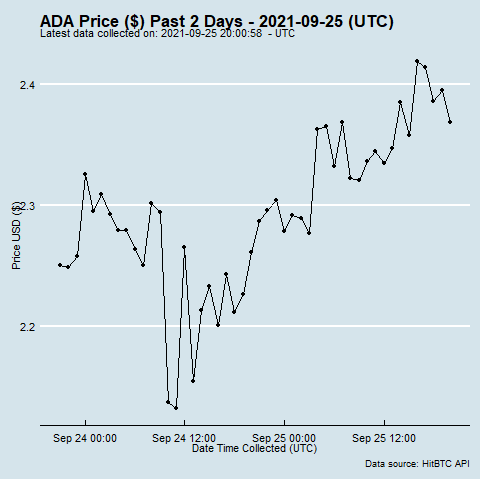 ADA Price ($) Past 2 Days - 2021-09-25 (UTC)
Latest data collected on: 2021-09-25 20:00:58 - UTC
2.4
2.3
2.2
Price USD ($)
Sep 24 00:00
Sep 24 12:00
Sep 25 00:00
Sep 25 12:00
Date Time Collected (UTC)
Data source: HitBTC API